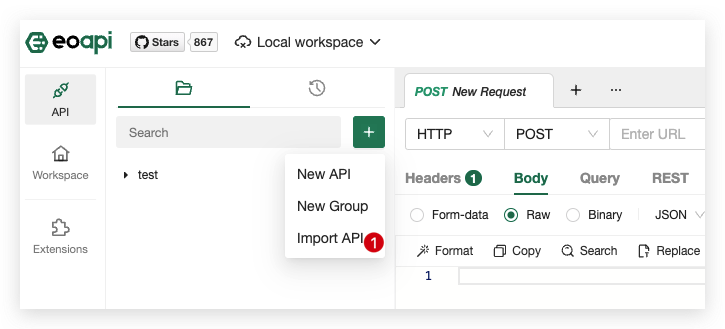 eoapi Stars 867 Local workspace
API
Workspace
Extensions
Search +
test
New API
New Group
Import API 1
POST New Request + ...
HTTP POST Enter URL
Headers 1 Body Query REST
Form-data Raw Binary JSON
Format Copy Search Replace
1